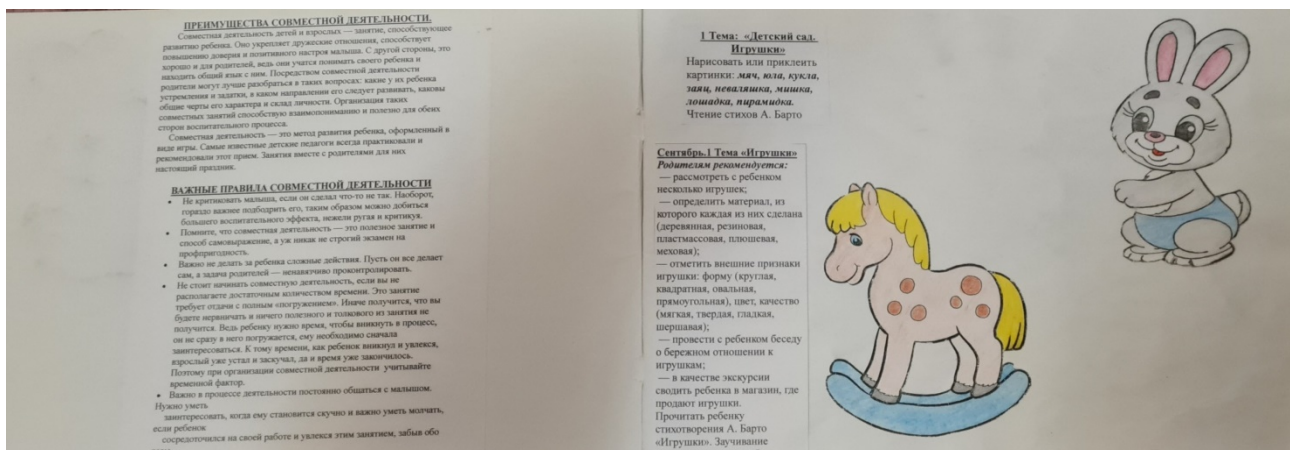 ПРЕИМУЩЕСТВА СОВМЕСТНОЙ ДЕЯТЕЛЬНОСТИ.
Совместная деятельность детей и взрослых — занятие, способствующее
развитию ребенка. Оно укрепляет дружеские отношения, способствует
повышению доверия и позитивного настроя малыша. С другой стороны, это
хорошо и для родителей, ведь они учатся понимать своего ребенка и
находить общий язык с ним. Посредством совместной деятельности
родители могут лучше разобраться в таких вопросах: какие у их ребенка
устремления и задатки, в каком направлении его следует развивать, каковы
общие черты его характера и склад личности. Организация таких
совместных занятий способствую взаимопониманию и полезно для обеих
сторон воспитательного процесса.
Совместная деятельность — это метод развития ребенка, оформленный в
виде игры. Самые известные детские педагоги всегда практиковали и
рекомендовали этот прием. Занятия вместе с родителями для них
настоящий праздник.
ВАЖНЫЕ ПРАВИЛА СОВМЕСТНОЙ ДЕЯТЕЛЬНОСТИ
• Не критиковать малыша, если он сделал что-то не так. Наоборот,
гораздо важнее подбодрить его, таким образом можно добиться
большего воспитательного эффекта, нежели ругая и критикуя.
• Помните, что совместная деятельность — это полезное занятие и
способ самовыражение, а уж никак не строгий экзамен на
профпригодность.
• Важно не делать за ребенка сложные действия. Пусть он все делает
сам, а задача родителей — ненавязчиво проконтролировать.
• Не стоит начинать совместную деятельность, если вы не
располагаете достаточным количеством времени. Это занятие
требует отдачи с полным «погружением». Иначе получится, что вы
будете нервничать и ничего полезного и толкового из занятия не
получится. Ведь ребенку нужно время, чтобы вникнуть в процесс,
он не сразу в него погружается, ему необходимо сначала
заинтересоваться. К тому времени, как ребенок вникнул и увлекся,
взрослый уже устал и заскучал, да и время уже закончилось.
Поэтому при организации совместной деятельности учитывайте
временной фактор.
• Важно в процессе деятельности постоянно общаться с малышом.
Нужно уметь
заинтересовать, когда ему становится скучно и важно уметь молчать,
если ребенок
сосредоточился на своей работе и увлекся этим занятием, забыв обо
1 Тема: «Детский сад.
Игрушки»
Нарисовать или приклеить
картинки: мяч, юла, кукла,
заяц, неваляшка, мишка,
лошадка, пирамидка.
Чтение стихов А. Барто
Сентябрь.1 Тема «Игрушки»
Родителям рекомендуется:
— рассмотреть с ребенком
несколько игрушек;
— определить материал, из
которого каждая из них сделана
(деревянная, резиновая,
пластмассовая, плюшевая,
меховая);
— отметить внешние признаки
игрушки: форму (круглая,
квадратная, овальная,
прямоугольная), цвет, качество
(мягкая, твердая, гладкая,
шершавая);
— провести с ребенком беседу
о бережном отношении к
игрушкам;
— в качестве экскурсии
сводить ребенка в магазин, где
продают игрушки.
Прочитать ребенку
стихотворения А. Барто
«Игрушки». Заучивание